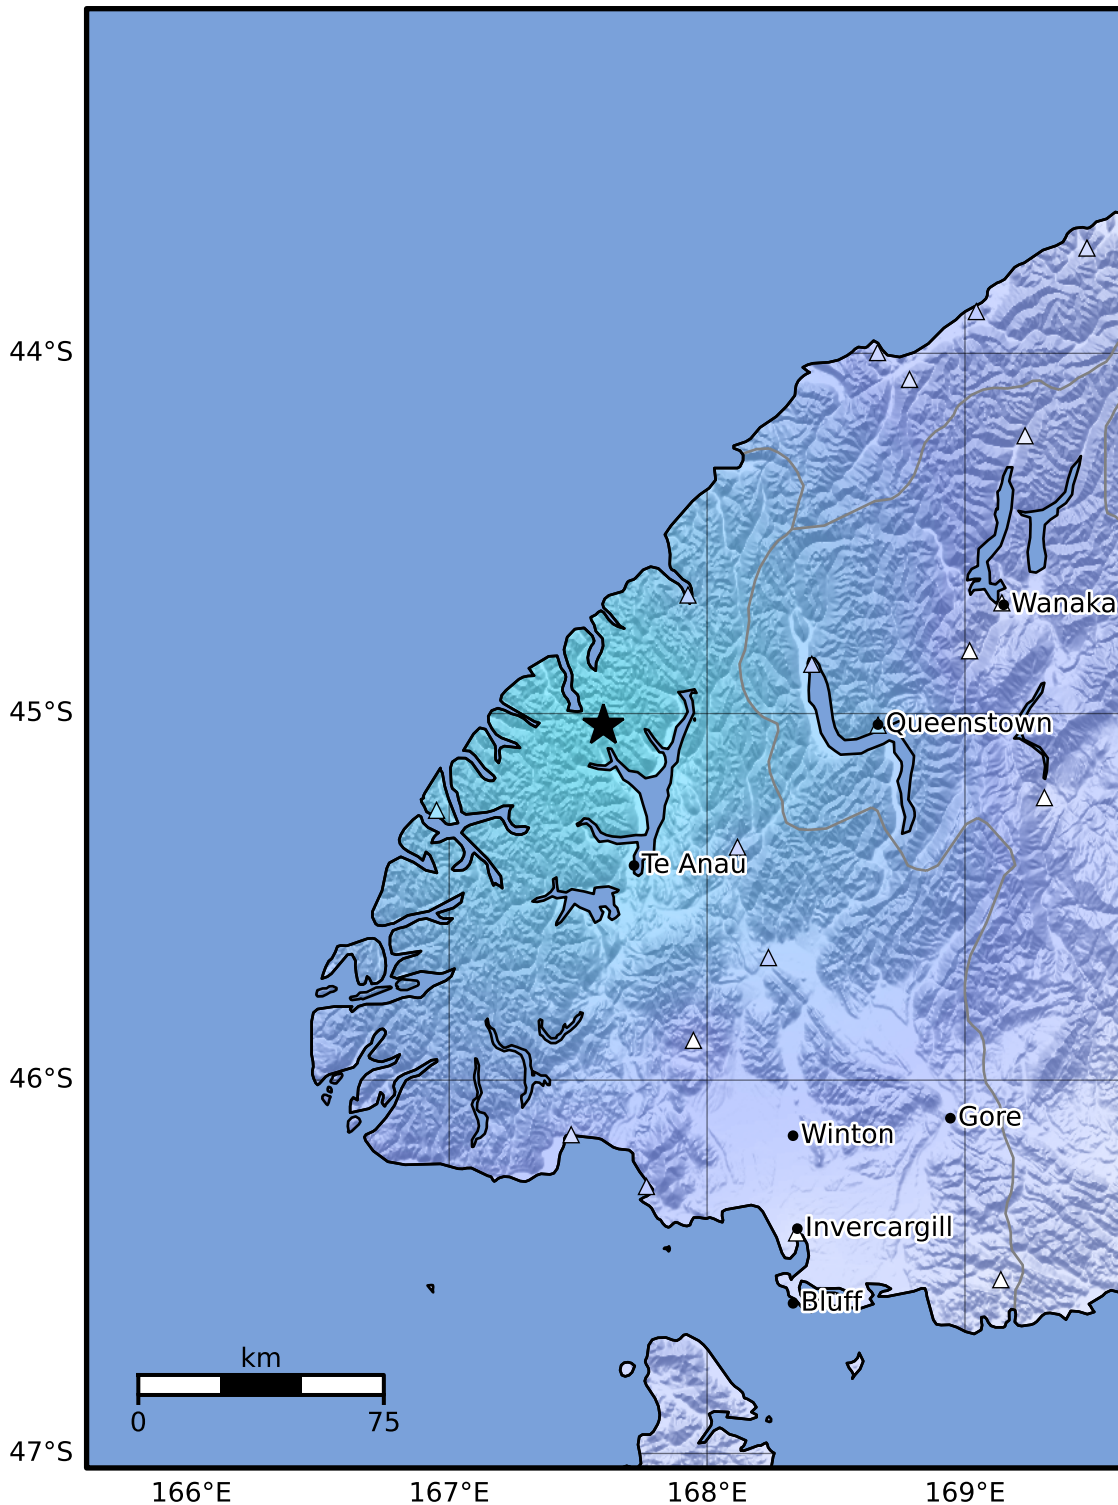 44°S
Wanaka
45°S
Queenstown
Te Anau
46°S
Gore
Winton
Invercargill
Bluff
km
0 75
47°S
166°E 167°E 168°E 169°E